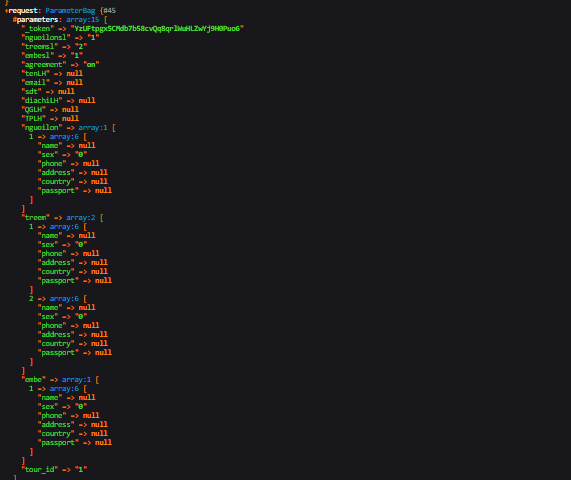 }
+request: ParameterBag {#45
#parameters: array:15 [
"_token" => "YzUFtpgx5CMdb7b58cvQq8qrlWuHLZwYj9H0Puo6"
"nguoilonsl" => "1"
"treemsl" => "2"
"embesl" => "1"
"agreement" => "on"
"tenLH" => null
"email" => null
"sdt" => null
"diachiLH" => null
"QGLH" => null
"TPLH" => null
"nguoilon" => array:1 [
1 => array:6 [
"name" => null
"sex" => "0"
"phone" => null
"address" => null
"country" => null
"passport" => null
]
]
"treem" => array:2 [
1 => array:6 [
"name" => null
"sex" => "0"
"phone" => null
"address" => null
"country" => null
"passport" => null
]
2 => array:6 [
"name" => null
"sex" => "0"
"phone" => null
"address" => null
"country" => null
"passport" => null
]
]
"embe" => array:1 [
1 => array:6 [
"name" => null
"sex" => "0"
"phone" => null
"address" => null
"country" => null
"passport" => null
]
]
"tour_id" => "1"
]